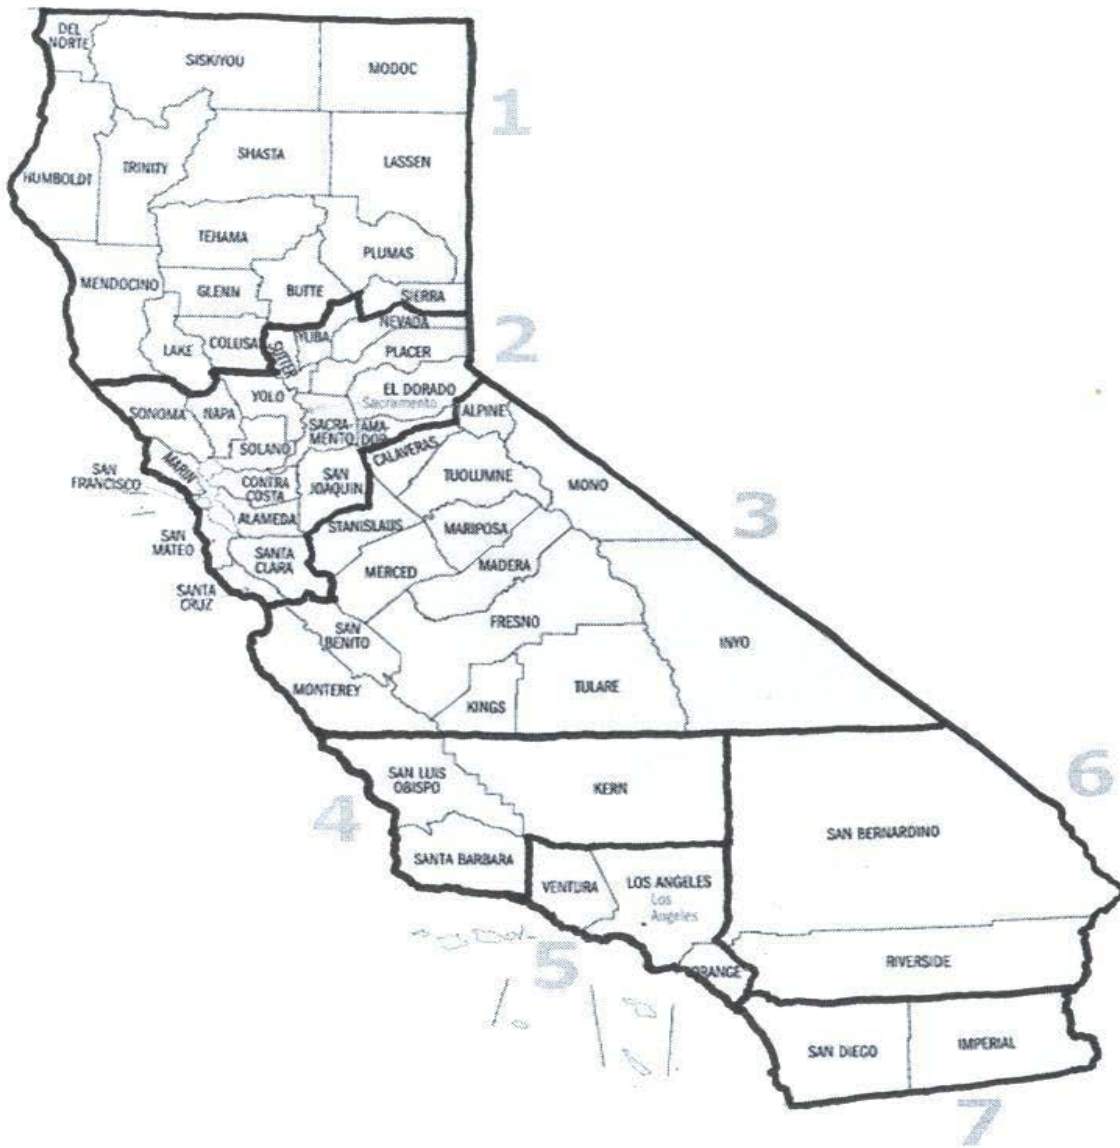 DEL
NORTE
SISKIYOU
MODOC
1
HUMBOLDT
TRINITY
SHASTA
LASSEN
TEHAMA
PLUMAS
MENDOCINO
GLENN
BUTTE
SIERRA
LAKE
COLUSA
SUTTER
YUBA
NEVADA
2
PLACER
EL DORADO
Sacramento
SONOMA
NAPA
YOLO
SACRA-
MENTO
AMA-
DOR
ALPINE
SOLANO
MARIN
CALAVERAS
SAN
FRANCISCO
CONTRA
COSTA
SAN
JOAQUIN
TUOLUMNE
MONO
3
ALAMEDA
STANISLAUS
MARIPOSA
SAN
MATEO
SANTA
CLARA
MERCED
MADERA
SANTA
CRUZ
SAN
BENITO
FRESNO
INYO
MONTEREY
KINGS
TULARE
4
SAN LUIS
OBISPO
KERN
6
SAN BERNARDINO
SANTA BARBARA
VENTURA
LOS ANGELES
Los
Angeles
5
ORANGE
RIVERSIDE
SAN DIEGO
IMPERIAL
7